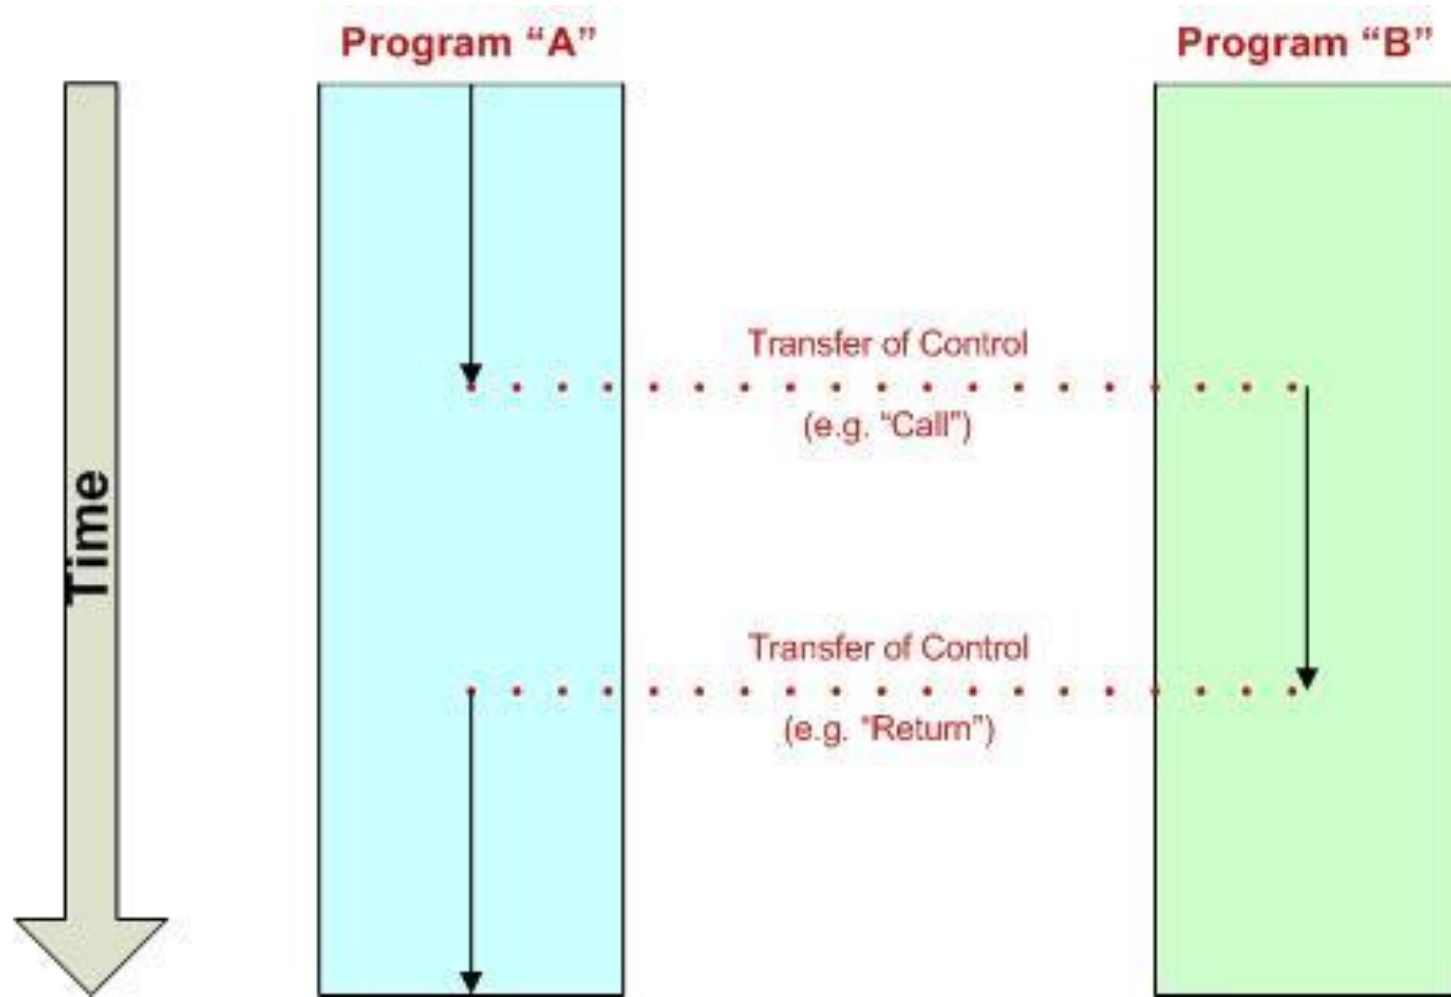 Program “A”
Program “B”
Transfer of Control
(e.g. “Call”)
Time
Transfer of Control
(e.g. “Return”)